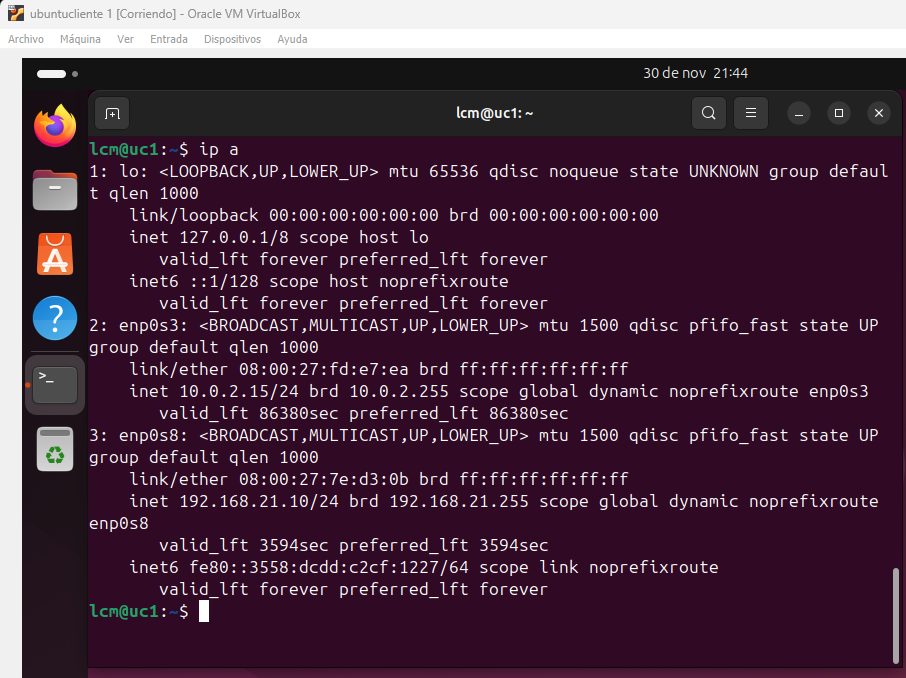 ubuntucliente 1 [Corriendo] - Oracle VM VirtualBox
Archivo Máquina Ver Entrada Dispositivos Ayuda
30 de nov 21:44
lcm@uc1: ~
lcm@uc1:~$ ip a
1: lo: <LOOPBACK,UP,LOWER_UP> mtu 65536 qdisc noqueue state UNKNOWN group defaul
t qlen 1000
    link/loopback 00:00:00:00:00:00 brd 00:00:00:00:00:00
    inet 127.0.0.1/8 scope host lo
       valid_lft forever preferred_lft forever
    inet6 ::1/128 scope host noprefixroute
       valid_lft forever preferred_lft forever
2: enp0s3: <BROADCAST,MULTICAST,UP,LOWER_UP> mtu 1500 qdisc pfifo_fast state UP
group default qlen 1000
    link/ether 08:00:27:fd:e7:ea brd ff:ff:ff:ff:ff:ff
    inet 10.0.2.15/24 brd 10.0.2.255 scope global dynamic noprefixroute enp0s3
       valid_lft 86380sec preferred_lft 86380sec
3: enp0s8: <BROADCAST,MULTICAST,UP,LOWER_UP> mtu 1500 qdisc pfifo_fast state UP
group default qlen 1000
    link/ether 08:00:27:7e:d3:0b brd ff:ff:ff:ff:ff:ff
    inet 192.168.21.10/24 brd 192.168.21.255 scope global dynamic noprefixroute
enp0s8
       valid_lft 3594sec preferred_lft 3594sec
    inet6 fe80::3558:dcdd:c2cf:1227/64 scope link noprefixroute
       valid_lft forever preferred_lft forever
lcm@uc1:~$